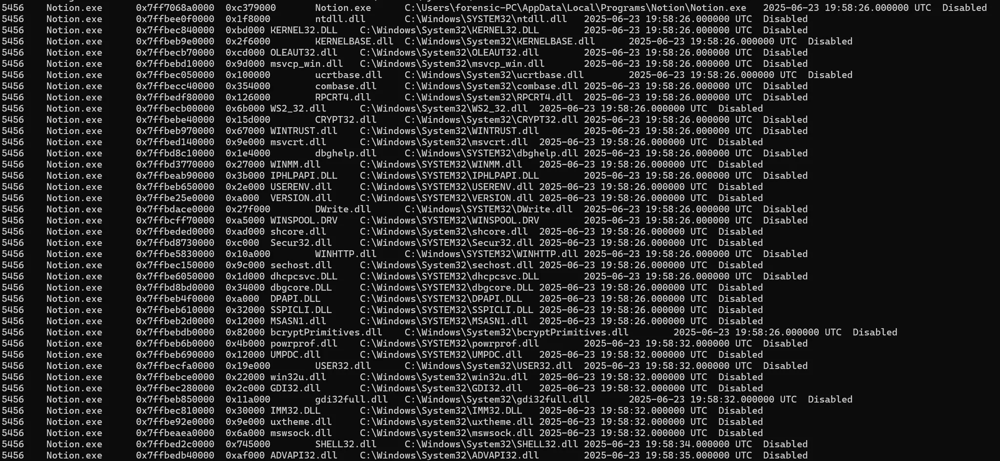 5456 Notion.exe 0x7ff7068a0000 0xc379000 Notion.exe C:\Users\forensic-PC\AppData\Local\Programs\Notion\Notion.exe 2025-06-23 19:58:26.000000 UTC Disabled
5456 Notion.exe 0x7ffbee0f0000 0x1f8000 ntdll.dll C:\Windows\SYSTEM32\ntdll.dll 2025-06-23 19:58:26.000000 UTC Disabled
5456 Notion.exe 0x7ffbec840000 0xbd000 KERNEL32.DLL C:\Windows\System32\KERNEL32.DLL 2025-06-23 19:58:26.000000 UTC Disabled
5456 Notion.exe 0x7ffbeb9e0000 0x2f6000 KERNELBASE.dll C:\Windows\System32\KERNELBASE.dll 2025-06-23 19:58:26.000000 UTC Disabled
5456 Notion.exe 0x7ffbecb70000 0xcd000 OLEAUT32.dll C:\Windows\System32\OLEAUT32.dll 2025-06-23 19:58:26.000000 UTC Disabled
5456 Notion.exe 0x7ffbebd10000 0x9d000 msvcp_win.dll C:\Windows\System32\msvcp_win.dll 2025-06-23 19:58:26.000000 UTC Disabled
5456 Notion.exe 0x7ffbec050000 0x100000 ucrtbase.dll C:\Windows\System32\ucrtbase.dll 2025-06-23 19:58:26.000000 UTC Disabled
5456 Notion.exe 0x7ffbecc40000 0x354000 combase.dll C:\Windows\System32\combase.dll 2025-06-23 19:58:26.000000 UTC Disabled
5456 Notion.exe 0x7ffbedf80000 0x126000 RPCRT4.dll C:\Windows\System32\RPCRT4.dll 2025-06-23 19:58:26.000000 UTC Disabled
5456 Notion.exe 0x7ffbecb00000 0x6b000 WS2_32.dll C:\Windows\System32\WS2_32.dll 2025-06-23 19:58:26.000000 UTC Disabled
5456 Notion.exe 0x7ffbebe40000 0x15d000 CRYPT32.dll C:\Windows\System32\CRYPT32.dll 2025-06-23 19:58:26.000000 UTC Disabled
5456 Notion.exe 0x7ffbeb970000 0x67000 WINTRUST.dll C:\Windows\System32\WINTRUST.dll 2025-06-23 19:58:26.000000 UTC Disabled
5456 Notion.exe 0x7ffbed140000 0x9e000 msvcrt.dll C:\Windows\System32\msvcrt.dll 2025-06-23 19:58:26.000000 UTC Disabled
5456 Notion.exe 0x7ffbd8c10000 0x1e4000 dbghelp.dll C:\Windows\SYSTEM32\dbghelp.dll 2025-06-23 19:58:26.000000 UTC Disabled
5456 Notion.exe 0x7ffbd3770000 0x27000 WINMM.dll C:\Windows\SYSTEM32\WINMM.dll 2025-06-23 19:58:26.000000 UTC Disabled
5456 Notion.exe 0x7ffbeab90000 0x3b000 IPHLPAPI.DLL C:\Windows\SYSTEM32\IPHLPAPI.DLL 2025-06-23 19:58:26.000000 UTC Disabled
5456 Notion.exe 0x7ffbeb650000 0x2e000 USERENV.dll C:\Windows\SYSTEM32\USERENV.dll 2025-06-23 19:58:26.000000 UTC Disabled
5456 Notion.exe 0x7ffbe25e0000 0xa000 VERSION.dll C:\Windows\SYSTEM32\VERSION.dll 2025-06-23 19:58:26.000000 UTC Disabled
5456 Notion.exe 0x7ffbdace0000 0x27f000 DWrite.dll C:\Windows\SYSTEM32\DWrite.dll 2025-06-23 19:58:26.000000 UTC Disabled
5456 Notion.exe 0x7ffbcff70000 0xa5000 WINSPOOL.DRV C:\Windows\SYSTEM32\WINSPOOL.DRV 2025-06-23 19:58:26.000000 UTC Disabled
5456 Notion.exe 0x7ffbeded0000 0xad000 shcore.dll C:\Windows\SYSTEM32\shcore.dll 2025-06-23 19:58:26.000000 UTC Disabled
5456 Notion.exe 0x7ffbd8730000 0xc000 Secur32.dll C:\Windows\SYSTEM32\Secur32.dll 2025-06-23 19:58:26.000000 UTC Disabled
5456 Notion.exe 0x7ffbe5830000 0x10a000 WINHTTP.dll C:\Windows\SYSTEM32\WINHTTP.dll 2025-06-23 19:58:26.000000 UTC Disabled
5456 Notion.exe 0x7ffbec150000 0x9c000 sechost.dll C:\Windows\System32\sechost.dll 2025-06-23 19:58:26.000000 UTC Disabled
5456 Notion.exe 0x7ffbe6050000 0x1d000 dhcpcsvc.DLL C:\Windows\SYSTEM32\dhcpcsvc.DLL 2025-06-23 19:58:26.000000 UTC Disabled
5456 Notion.exe 0x7ffbd8bd0000 0x34000 dbgcore.DLL C:\Windows\SYSTEM32\dbgcore.DLL 2025-06-23 19:58:26.000000 UTC Disabled
5456 Notion.exe 0x7ffbeb4f0000 0xa000 DPAPI.DLL C:\Windows\SYSTEM32\DPAPI.DLL 2025-06-23 19:58:26.000000 UTC Disabled
5456 Notion.exe 0x7ffbeb610000 0x32000 SSPICLI.DLL C:\Windows\SYSTEM32\SSPICLI.DLL 2025-06-23 19:58:26.000000 UTC Disabled
5456 Notion.exe 0x7ffbeb2d0000 0x12000 MSASN1.dll C:\Windows\SYSTEM32\MSASN1.dll 2025-06-23 19:58:26.000000 UTC Disabled
5456 Notion.exe 0x7ffbebdb0000 0x82000 bcryptPrimitives.dll C:\Windows\System32\bcryptPrimitives.dll 2025-06-23 19:58:26.000000 UTC Disabled
5456 Notion.exe 0x7ffbeb6b0000 0x4b000 powrprof.dll C:\Windows\SYSTEM32\powrprof.dll 2025-06-23 19:58:32.000000 UTC Disabled
5456 Notion.exe 0x7ffbeb690000 0x12000 UMPDC.dll C:\Windows\SYSTEM32\UMPDC.dll 2025-06-23 19:58:32.000000 UTC Disabled
5456 Notion.exe 0x7ffbecfa0000 0x19e000 USER32.dll C:\Windows\System32\USER32.dll 2025-06-23 19:58:32.000000 UTC Disabled
5456 Notion.exe 0x7ffbebce0000 0x22000 win32u.dll C:\Windows\System32\win32u.dll 2025-06-23 19:58:32.000000 UTC Disabled
5456 Notion.exe 0x7ffbec280000 0x2c000 GDI32.dll C:\Windows\System32\GDI32.dll 2025-06-23 19:58:32.000000 UTC Disabled
5456 Notion.exe 0x7ffbeb850000 0x11a000 gdi32full.dll C:\Windows\System32\gdi32full.dll 2025-06-23 19:58:32.000000 UTC Disabled
5456 Notion.exe 0x7ffbec810000 0x30000 IMM32.DLL C:\Windows\System32\IMM32.DLL 2025-06-23 19:58:32.000000 UTC Disabled
5456 Notion.exe 0x7ffbe92e0000 0x9e000 uxtheme.dll C:\Windows\system32\uxtheme.dll 2025-06-23 19:58:32.000000 UTC Disabled
5456 Notion.exe 0x7ffbeaea0000 0x6a000 mswsock.dll C:\Windows\system32\mswsock.dll 2025-06-23 19:58:32.000000 UTC Disabled
5456 Notion.exe 0x7ffbed2c0000 0x745000 SHELL32.dll C:\Windows\System32\SHELL32.dll 2025-06-23 19:58:34.000000 UTC Disabled
5456 Notion.exe 0x7ffbedb40000 0xaf000 ADVAPI32.dll C:\Windows\System32\ADVAPI32.dll 2025-06-23 19:58:35.000000 UTC Disabled